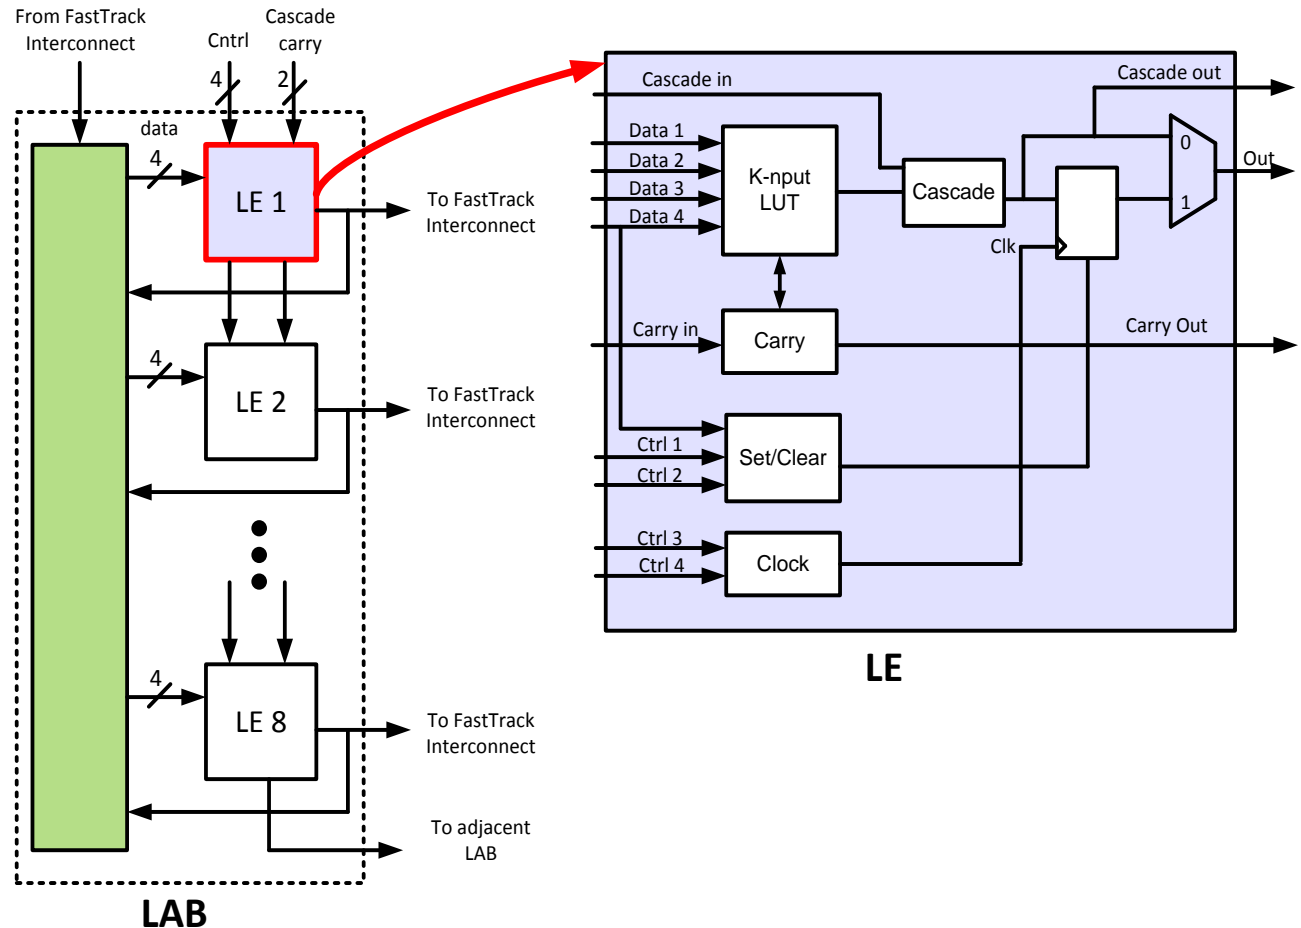 From FastTrack
Interconnect
Cntrl
Cascade
carry
4
2
data
4
LE 1
To FastTrack
Interconnect
4
LE 2
To FastTrack
Interconnect
4
LE 8
To FastTrack
Interconnect
To adjacent
LAB
LAB
Cascade in
Cascade out
Data 1
Data 2
Data 3
Data 4
K-nput
LUT
Cascade
0
1
Out
Clk
Carry in
Carry
Carry Out
Ctrl 1
Ctrl 2
Set/Clear
Ctrl 3
Ctrl 4
Clock
LE